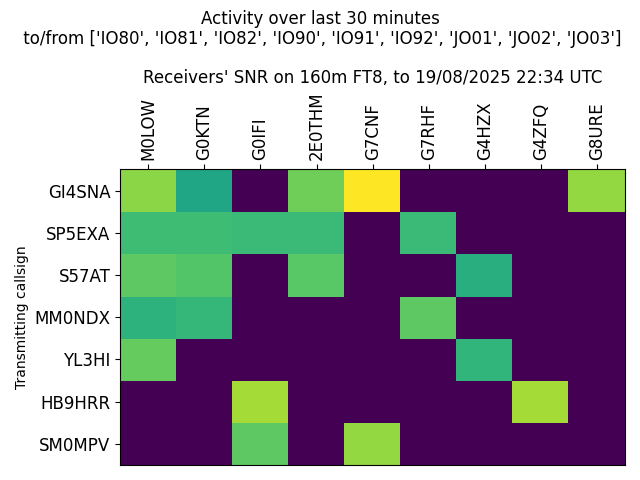 Activity over last 30 minutes
to/from ['IO80', 'IO81', 'IO82', 'IO90', 'IO91', 'IO92', 'JO01', 'JO02', 'JO03']
Receivers' SNR on 160m FT8, to 19/08/2025 22:34 UTC
M0LOW
G0KTN
G0IFI
2E0THM
G7CNF
G7RHF
G4HZX
G4ZFQ
G8URE
Transmitting callsign
GI4SNA
SP5EXA
S57AT
MM0NDX
YL3HI
HB9HRR
SM0MPV